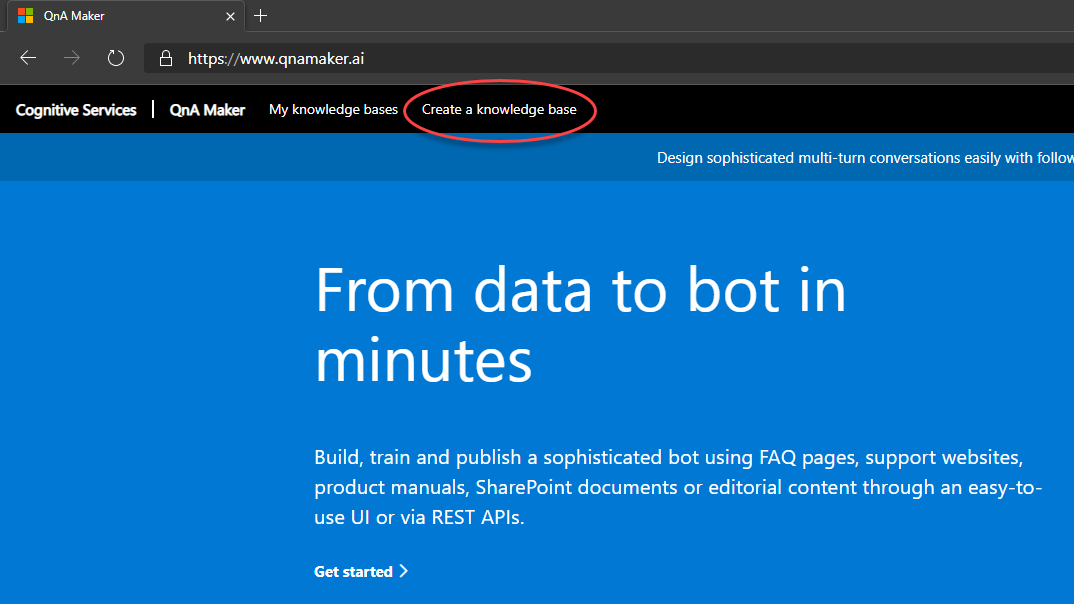 QnA Maker
https://www.qnamaker.ai
Cognitive Services | QnA Maker My knowledge bases Create a knowledge base
Design sophisticated multi-turn conversations easily with follow
From data to bot in
minutes
Build, train and publish a sophisticated bot using FAQ pages, support websites,
product manuals, SharePoint documents or editorial content through an easy-to-
use UI or via REST APIs.
Get started